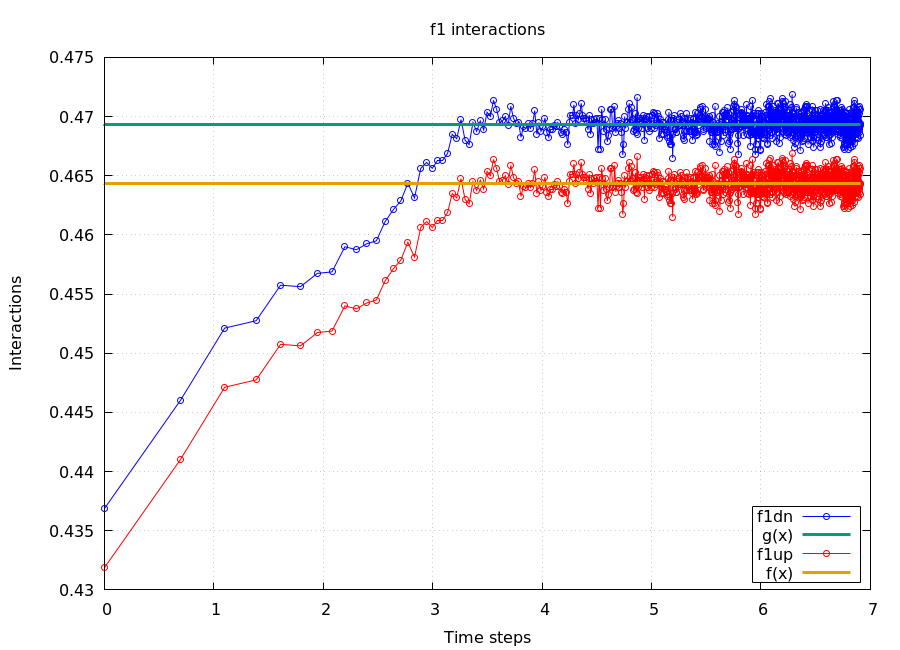 f1 interactions
0.475
0.47
0.465
0.46
0.455
0.45
0.445
0.44
0.435
0.43
0 1 2 3 4 5 6 7
Interactions
Time steps
f1dn
g(x)
f1up
f(x)